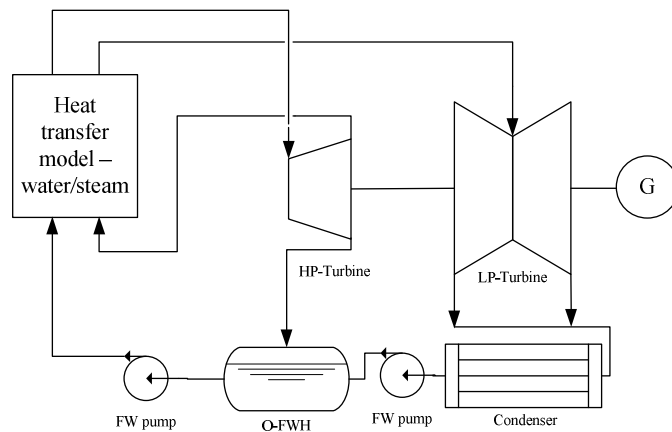 Heat
transfer
model –
water/steam
G
HP-Turbine
LP-Turbine
FW pump
O-FWH
FW pump
Condenser